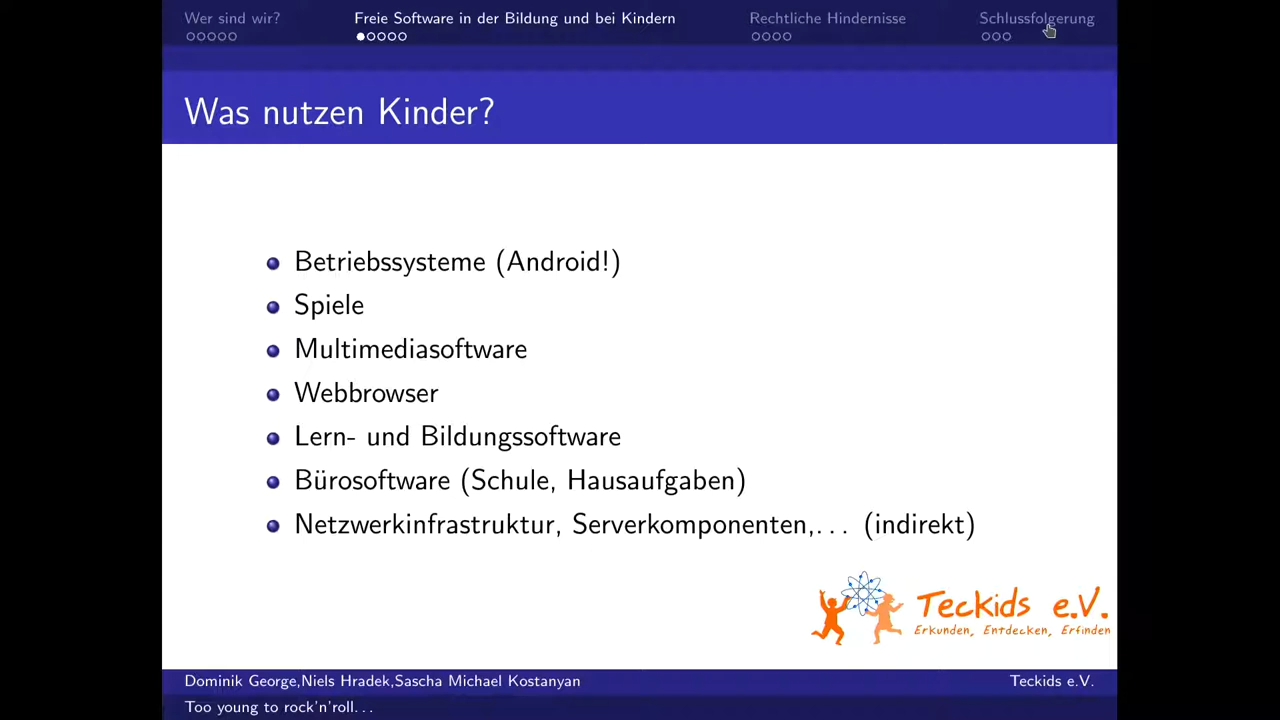 Wer sind wir?
Freie Software in der Bildung und bei Kindern
Rechtliche Hindernisse
Schlussfolgerung
Was nutzen Kinder?
Betriebssysteme (Android!)
Spiele
Multimediasoftware
Webbrowser
Lern- und Bildungssoftware
Bürosoftware (Schule, Hausaufgaben)
Netzwerkinfrastruktur, Serverkomponenten,... (indirekt)
Teckids e.V.
Erkunden, Entdecken, Erfinden
Dominik George,Niels Hradek,Sascha Michael Kostanyan
Teckids e.V.
Too young to rock'n'roll...